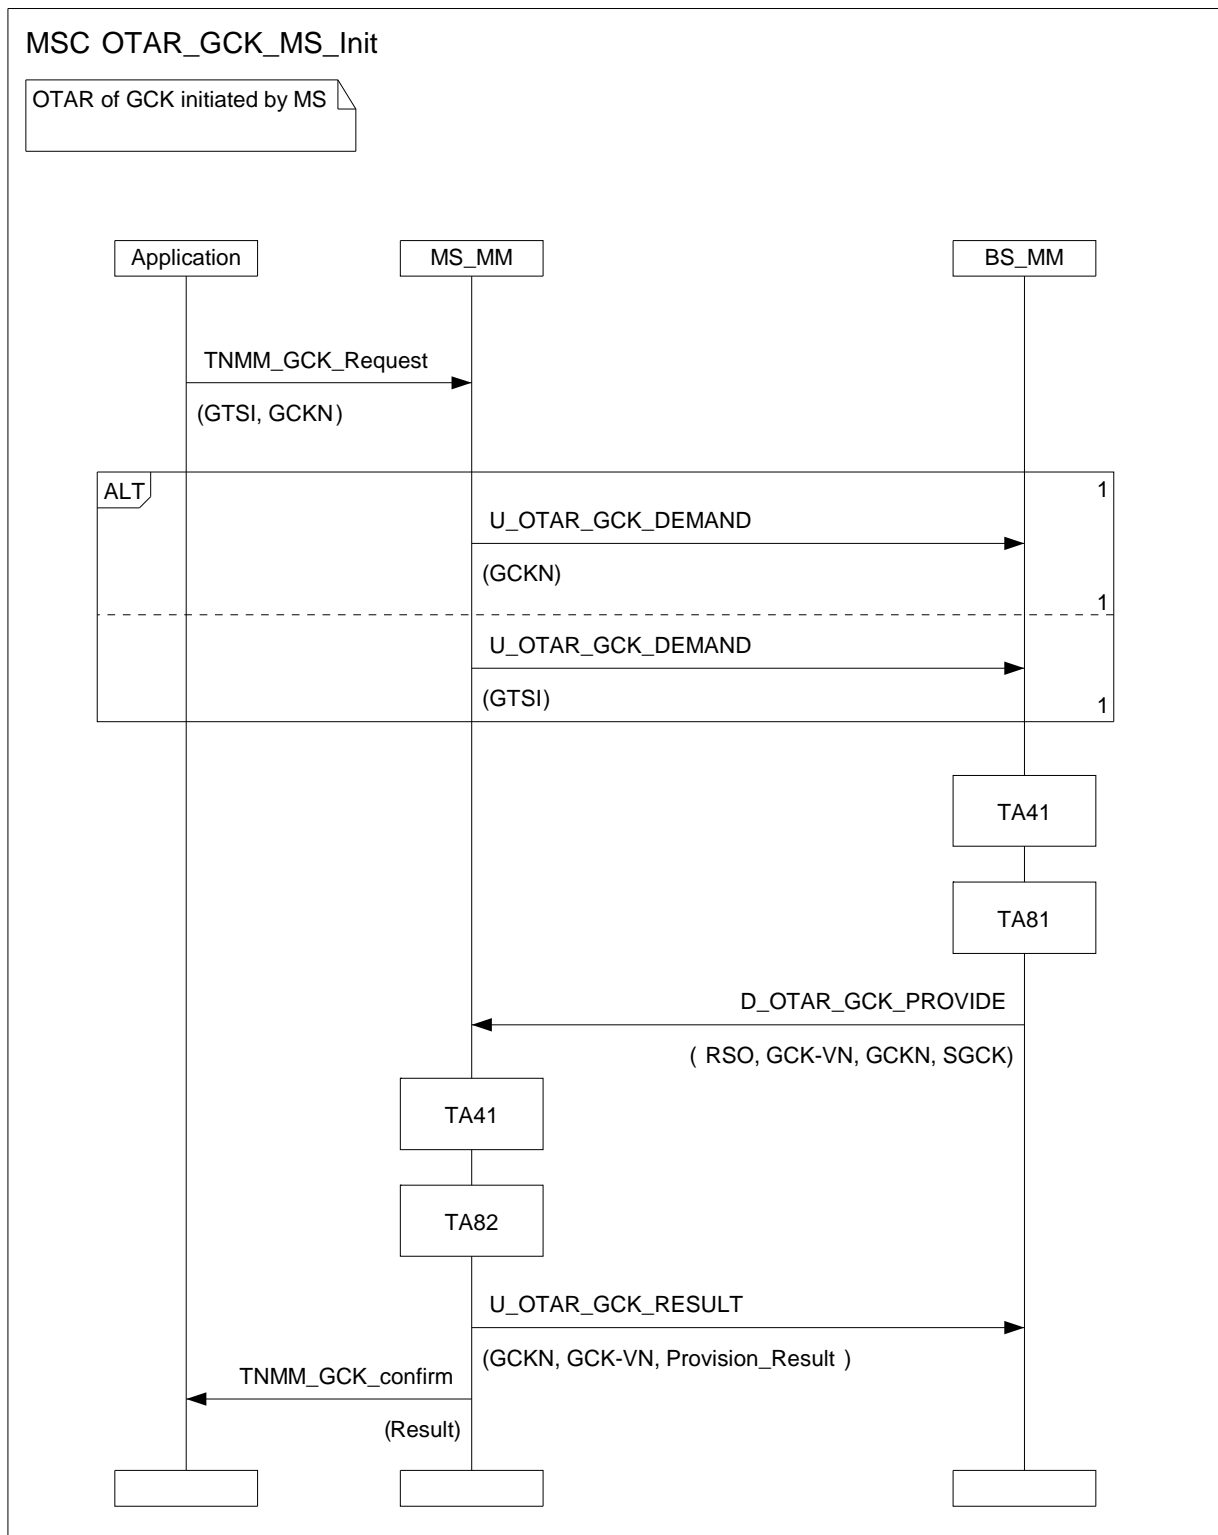 MSC OTAR_GCK_MS_Init
OTAR of GCK initiated by MS
Application
MS_MM
BS_MM
TNMM_GCK_Request
(GTSI, GCKN)
ALT
1
U_OTAR_GCK_DEMAND
(GCKN)
1
U_OTAR_GCK_DEMAND
(GTSI)
1
TA41
TA81
D_OTAR_GCK_PROVIDE
( RSO, GCK-VN, GCKN, SGCK)
TA41
TA82
U_OTAR_GCK_RESULT
(GCKN, GCK-VN, Provision_Result )
TNMM_GCK_confirm
(Result)